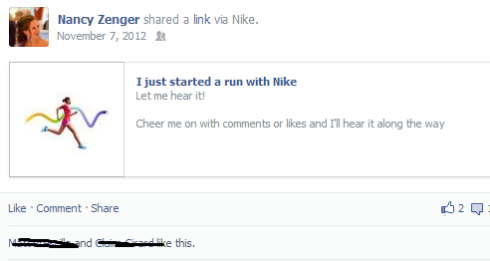 Nancy Zenger shared a link via Nike.
November 7, 2012
I just started a run with Nike
Let me hear it!
Cheer me on with comments or likes and I'll hear it along the way
Like · Comment · Share
2
and like this.